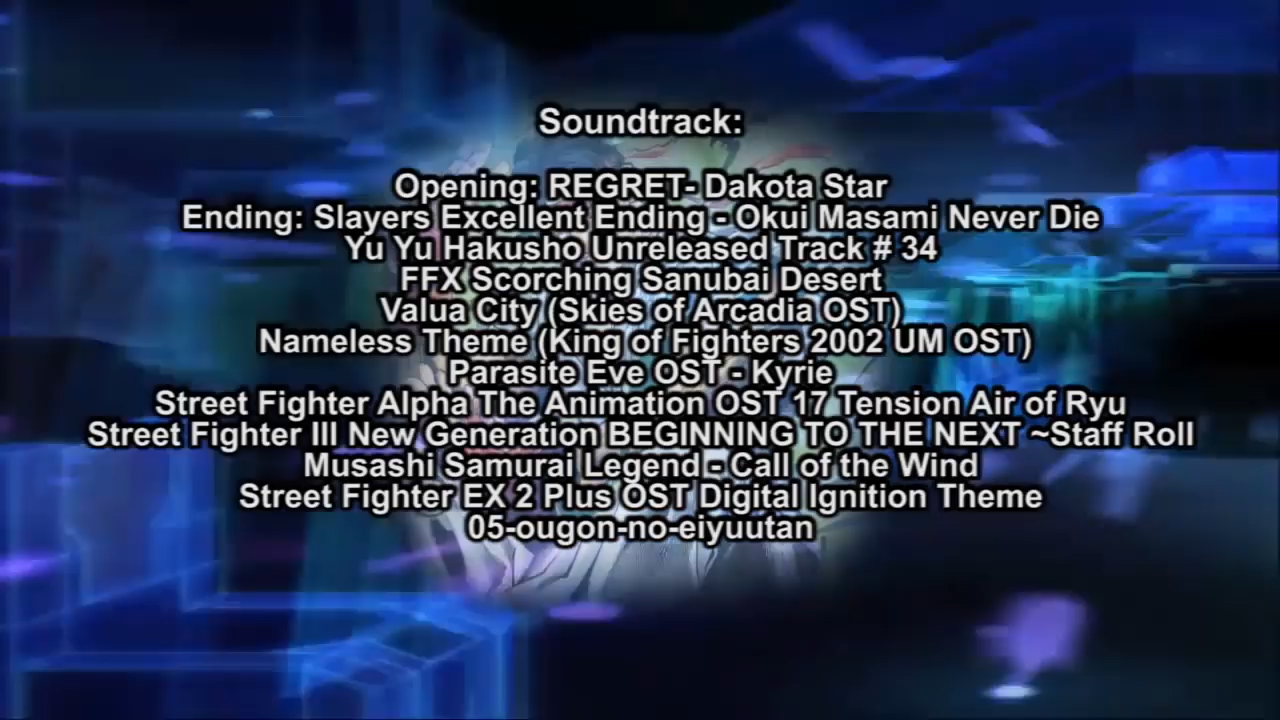 Soundtrack:
Opening: REGRET- Dakota Star
Ending: Slayers Excellent Ending - Okui Masami Never Die
Yu Yu Hakusho Unreleased Track # 34
FFX Scorching Sanubai Desert
Valua City (Skies of Arcadia OST)
Nameless Theme (King of Fighters 2002 UM OST)
Parasite Eve OST - Kyrie
Street Fighter Alpha The Animation OST 17 Tension Air of Ryu
Street Fighter III New Generation BEGINNING TO THE NEXT ~Staff Roll
Musashi Samurai Legend - Call of the Wind
Street Fighter EX 2 Plus OST Digital Ignition Theme
05-ougon-no-eiyuutan